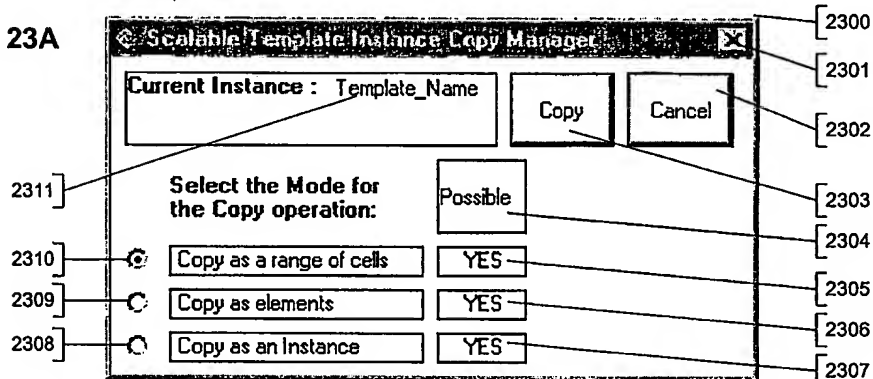 23A
2300
Scalable Template Instance Copy Manager
2301
Current Instance : Template_Name
Copy
Cancel
2302
2311
Select the Mode for
the Copy operation:
Possible
2303
2304
2310
Copy as a range of cells
YES
2305
2309
Copy as elements
YES
2306
2308
Copy as an Instance
YES
2307